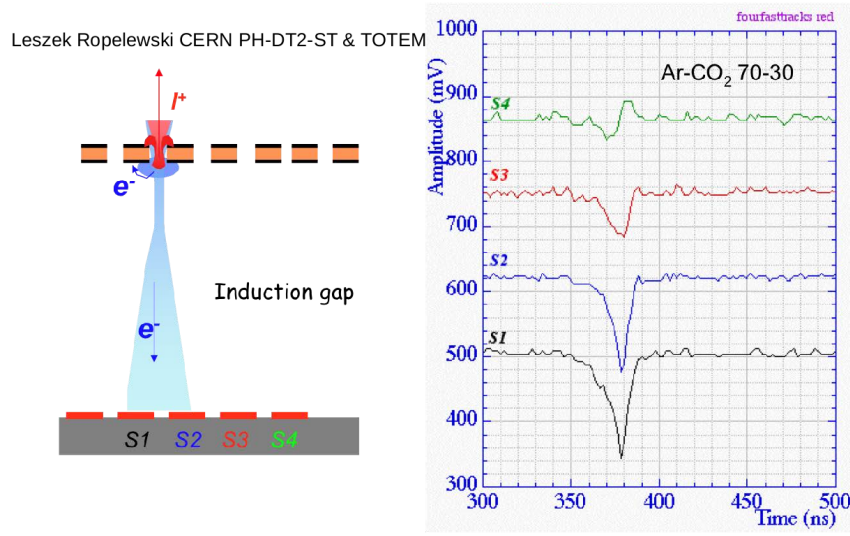 Leszek Ropelewski CERN PH-DT2-ST & TOTEM
I+
e-
Induction gap
e-
S1 S2 S3 S4
fourfasttracks red
Ar-CO2 70-30
Amplitude (mV)
1000
900
800
700
600
500
400
300
S4
S3
S2
S1
300 350 400 450 500
Time (ns)